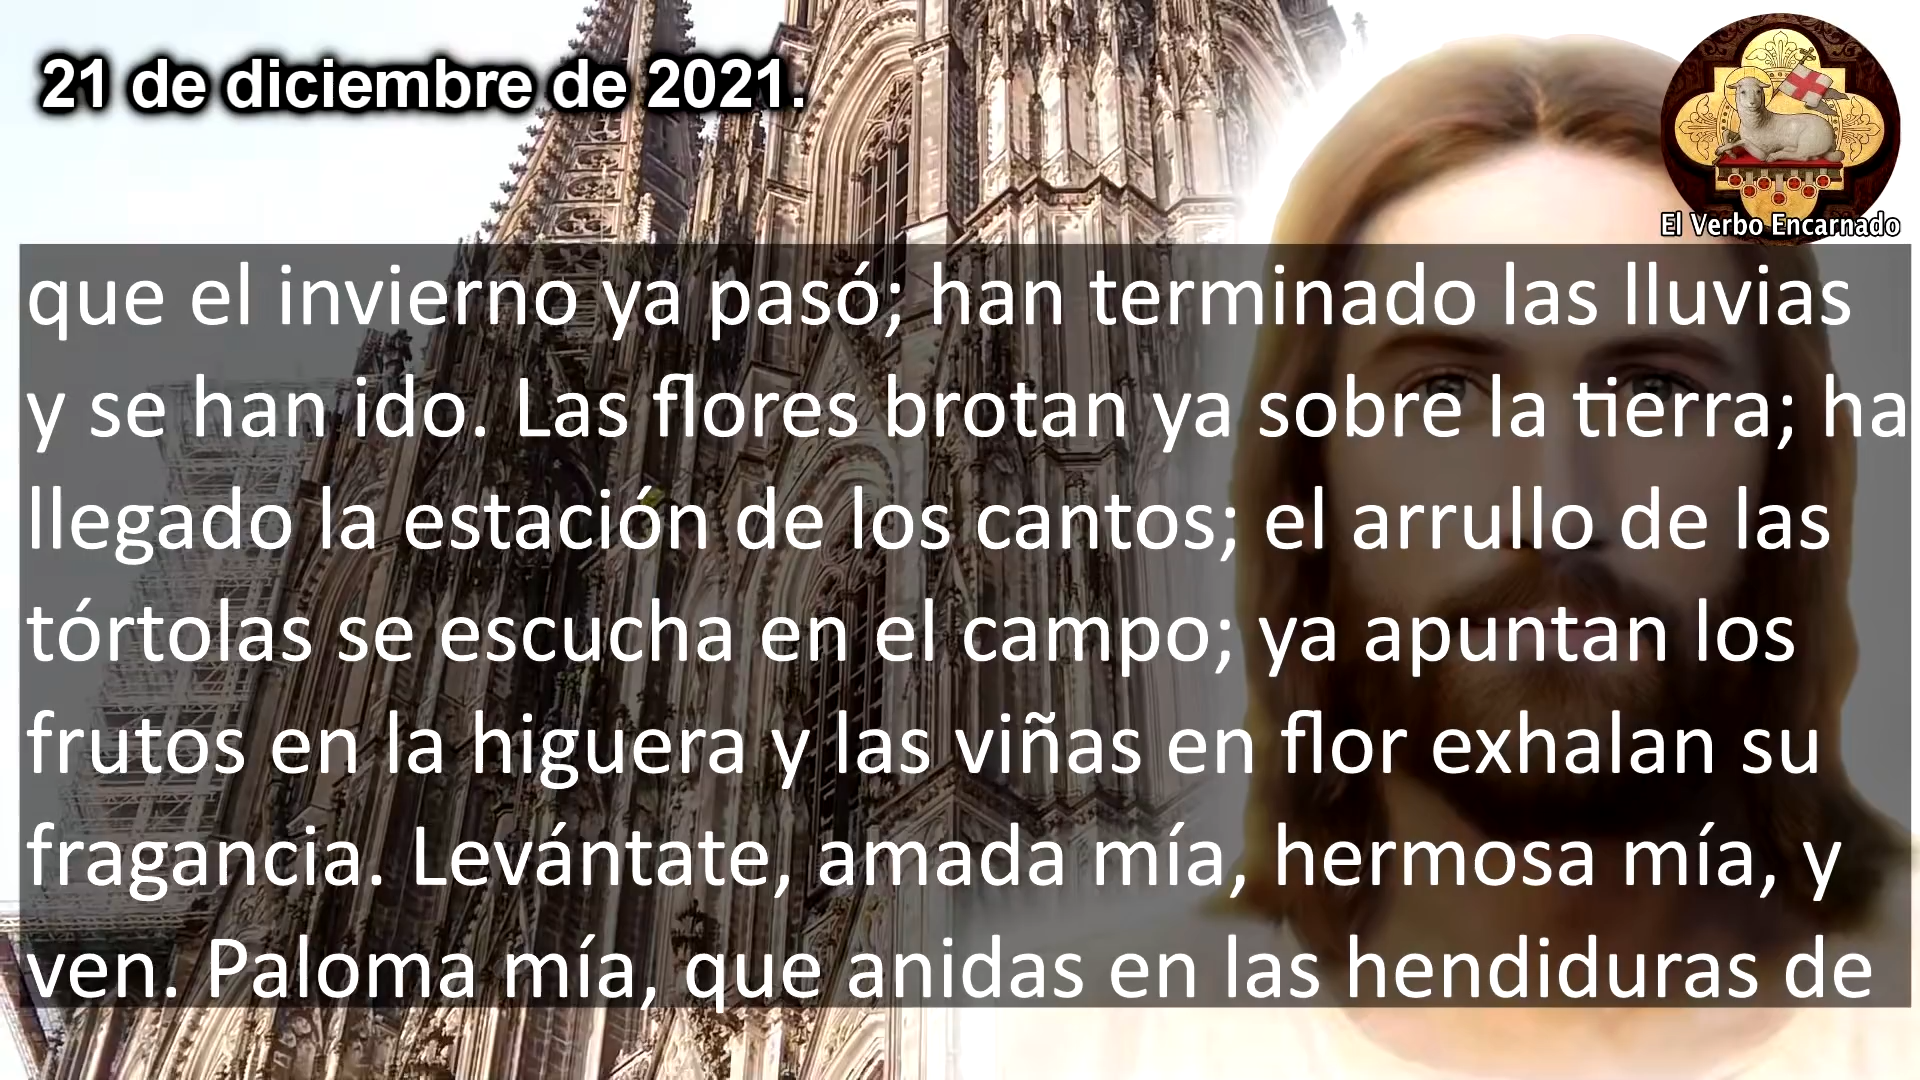 21 de diciembre de 2021.
El Verbo Encarnado
que el invierno ya pasó; han terminado las lluvias
y se han ido. Las flores brotan ya sobre la tierra; ha
llegado la estación de los cantos; el arrullo de las
tórtolas se escucha en el campo; ya apuntan los
frutos en la higuera y las viñas en flor exhalan su
fragancia. Levántate, amada mía, hermosa mía, y
ven. Paloma mía, que anidas en las hendiduras de